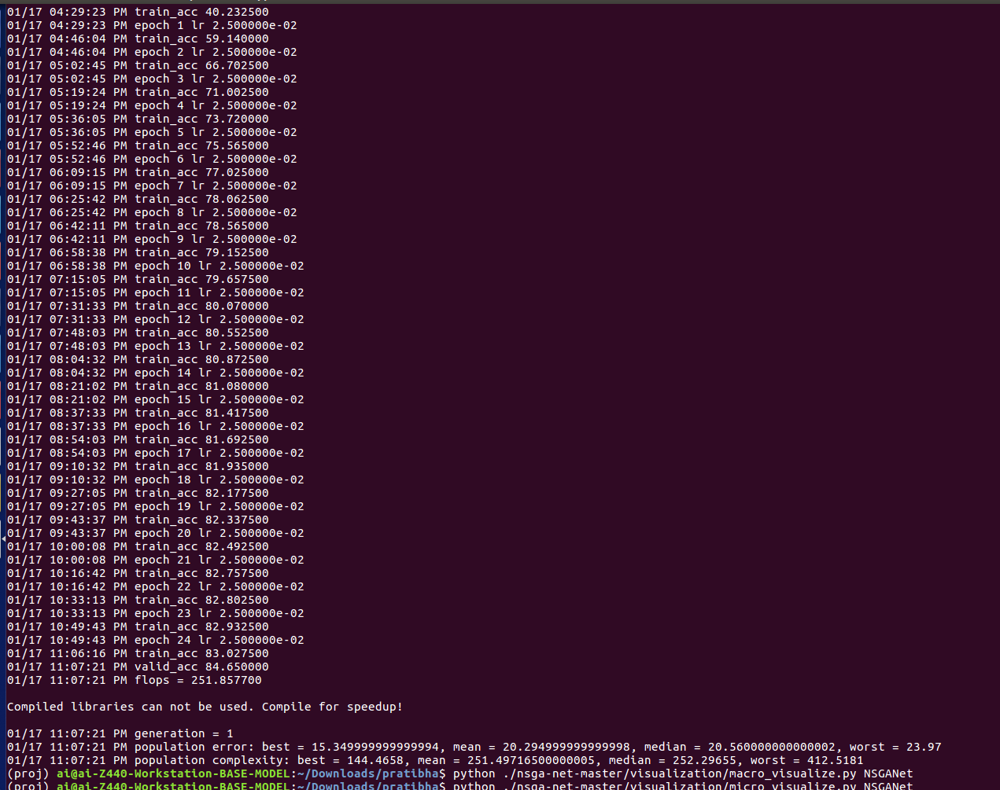 01/17 04:29:23 PM train_acc 40.232500
01/17 04:29:23 PM epoch 1 lr 2.500000e-02
01/17 04:46:04 PM train_acc 59.140000
01/17 04:46:04 PM epoch 2 lr 2.500000e-02
01/17 05:02:45 PM train_acc 66.702500
01/17 05:02:45 PM epoch 3 lr 2.500000e-02
01/17 05:19:24 PM train_acc 71.002500
01/17 05:19:24 PM epoch 4 lr 2.500000e-02
01/17 05:36:05 PM train_acc 73.720000
01/17 05:36:05 PM epoch 5 lr 2.500000e-02
01/17 05:52:46 PM train_acc 75.565000
01/17 05:52:46 PM epoch 6 lr 2.500000e-02
01/17 06:09:15 PM train_acc 77.025000
01/17 06:09:15 PM epoch 7 lr 2.500000e-02
01/17 06:25:42 PM train_acc 78.062500
01/17 06:25:42 PM epoch 8 lr 2.500000e-02
01/17 06:42:11 PM train_acc 78.565000
01/17 06:42:11 PM epoch 9 lr 2.500000e-02
01/17 06:58:38 PM train_acc 79.152500
01/17 06:58:38 PM epoch 10 lr 2.500000e-02
01/17 07:15:05 PM train_acc 79.657500
01/17 07:15:05 PM epoch 11 lr 2.500000e-02
01/17 07:31:33 PM train_acc 80.070000
01/17 07:31:33 PM epoch 12 lr 2.500000e-02
01/17 07:48:03 PM train_acc 80.552500
01/17 07:48:03 PM epoch 13 lr 2.500000e-02
01/17 08:04:32 PM train_acc 80.872500
01/17 08:04:32 PM epoch 14 lr 2.500000e-02
01/17 08:21:02 PM train_acc 81.080000
01/17 08:21:02 PM epoch 15 lr 2.500000e-02
01/17 08:37:33 PM train_acc 81.417500
01/17 08:37:33 PM epoch 16 lr 2.500000e-02
01/17 08:54:03 PM train_acc 81.692500
01/17 08:54:03 PM epoch 17 lr 2.500000e-02
01/17 09:10:32 PM train_acc 81.935000
01/17 09:10:32 PM epoch 18 lr 2.500000e-02
01/17 09:27:05 PM train_acc 82.177500
01/17 09:27:05 PM epoch 19 lr 2.500000e-02
01/17 09:43:37 PM train_acc 82.337500
01/17 09:43:37 PM epoch 20 lr 2.500000e-02
01/17 10:00:08 PM train_acc 82.492500
01/17 10:00:08 PM epoch 21 lr 2.500000e-02
01/17 10:16:42 PM train_acc 82.757500
01/17 10:16:42 PM epoch 22 lr 2.500000e-02
01/17 10:33:13 PM train_acc 82.802500
01/17 10:33:13 PM epoch 23 lr 2.500000e-02
01/17 10:49:43 PM train_acc 82.932500
01/17 10:49:43 PM epoch 24 lr 2.500000e-02
01/17 11:06:16 PM train_acc 83.027500
01/17 11:07:21 PM valid_acc 84.650000
01/17 11:07:21 PM flops = 251.857700
Compiled libraries can not be used. Compile for speedup!
01/17 11:07:21 PM generation = 1
01/17 11:07:21 PM population error: best = 15.349999999999994, mean = 20.294999999999998, median = 20.560000000000002, worst = 23.97
01/17 11:07:21 PM population complexity: best = 144.4658, mean = 251.49716500000005, median = 252.29655, worst = 412.5181
(proj) ai@ai-Z440-Workstation-BASE-MODEL:~/Downloads/pratibha$ python ./nsga-net-master/visualization/macro_visualize.py NSGANet
(proj) ai@ai-Z440-Workstation-BASE-MODEL:~/Downloads/pratibha$ python ./nsga-net-master/visualization/micro_visualize.py NSGANet